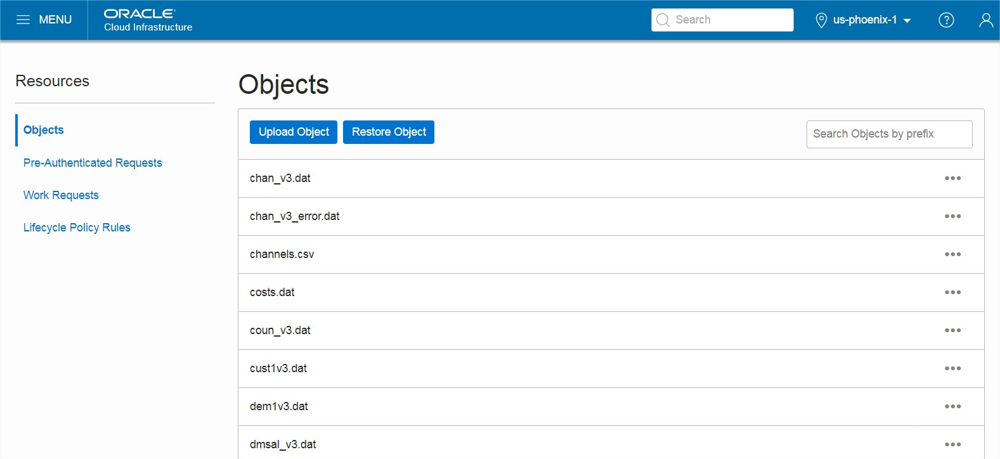 MENU
ORACLE
Cloud Infrastructure
Search
us-phoenix-1
?
Resources
Objects
Pre-Authenticated Requests
Work Requests
Lifecycle Policy Rules
Objects
Upload Object
Restore Object
Search Objects by prefix
chan_v3.dat
chan_v3_error.dat
channels.csv
costs.dat
coun_v3.dat
cust1v3.dat
dem1v3.dat
dmsal_v3.dat